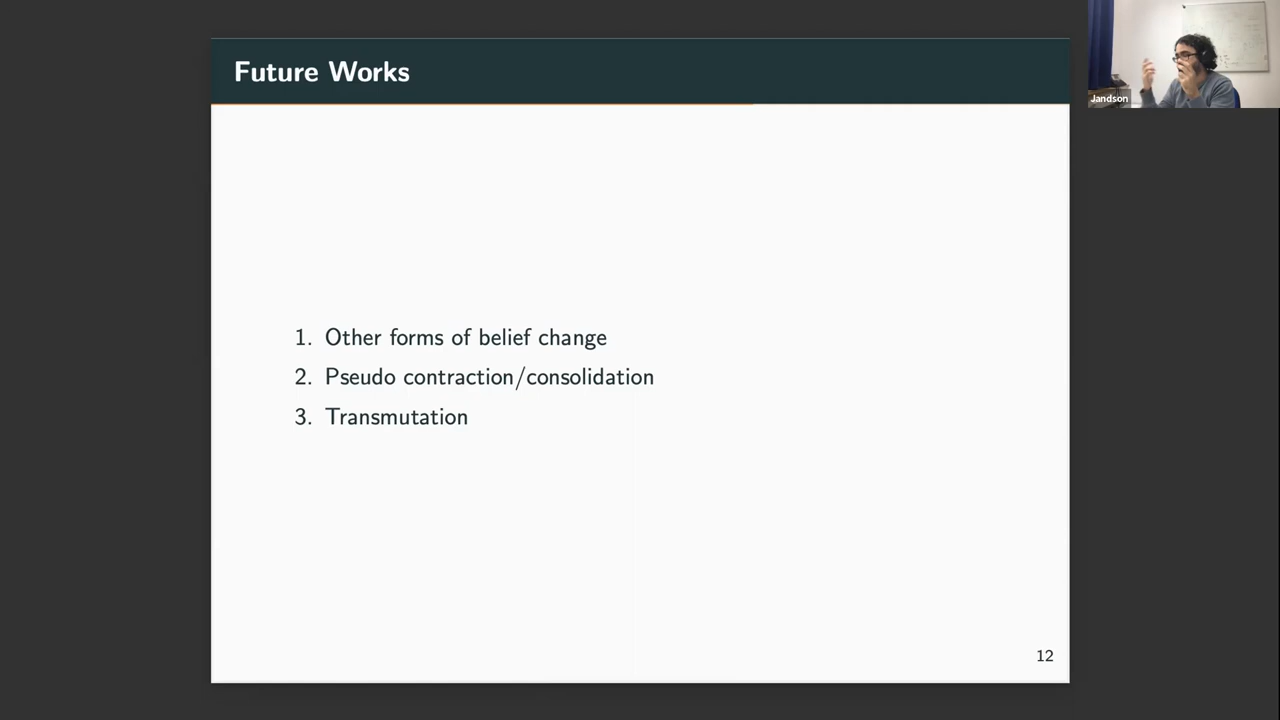 Future Works
Jandson
1. Other forms of belief change
2. Pseudo contraction/consolidation
3. Transmutation
12